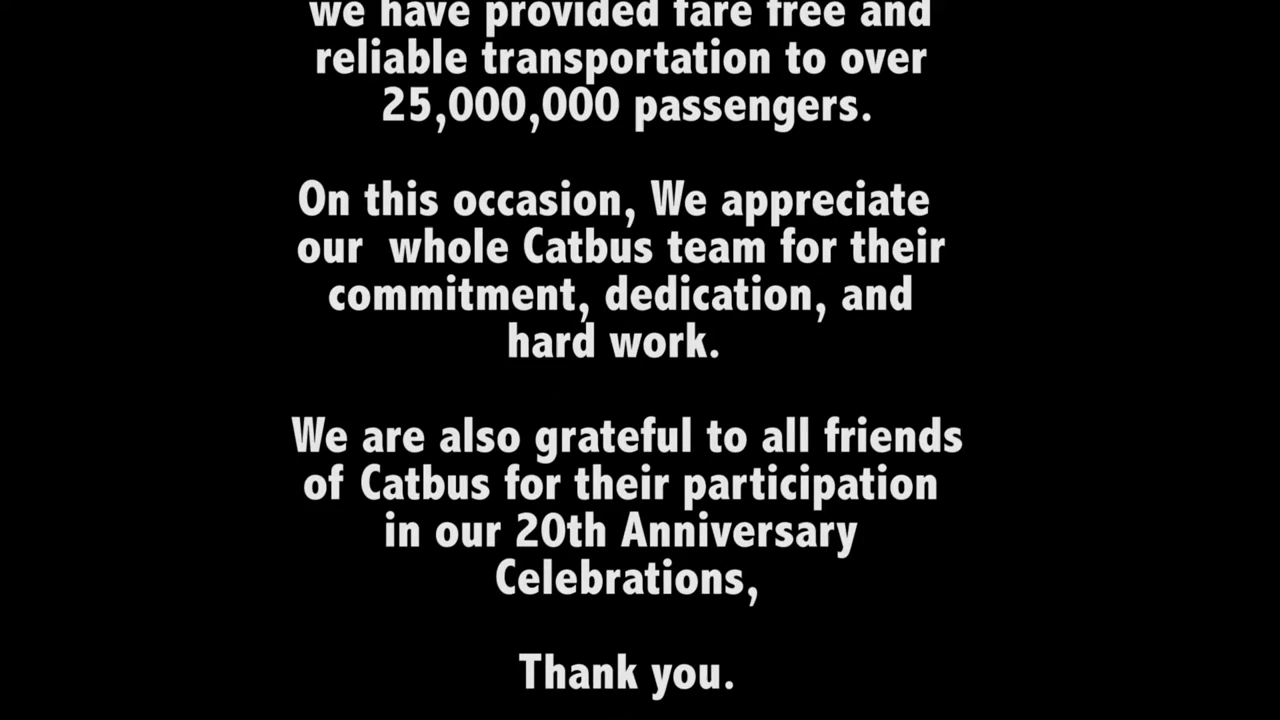 we have provided fare free and
reliable transportation to over
25,000,000 passengers.
On this occasion, We appreciate
our  whole Catbus team for their
commitment, dedication, and
hard work.
We are also grateful to all friends
of Catbus for their participation
in our 20th Anniversary
Celebrations,
Thank you.